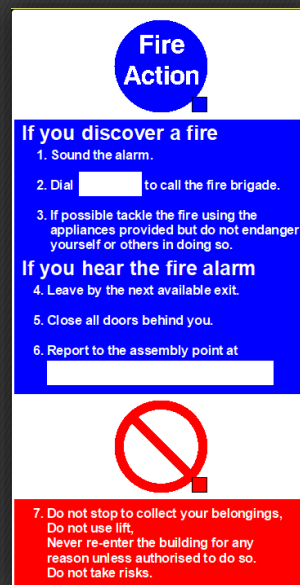 Fire
Action
If you discover a fire
1. Sound the alarm.
2. Dial to call the fire brigade.
3. If possible tackle the fire using the
appliances provided but do not endanger
yourself or others in doing so.
If you hear the fire alarm
4. Leave by the next available exit.
5. Close all doors behind you.
6. Report to the assembly point at
7. Do not stop to collect your belongings,
Do not use lift,
Never re-enter the building for any
reason unless authorised to do so.
Do not take risks.